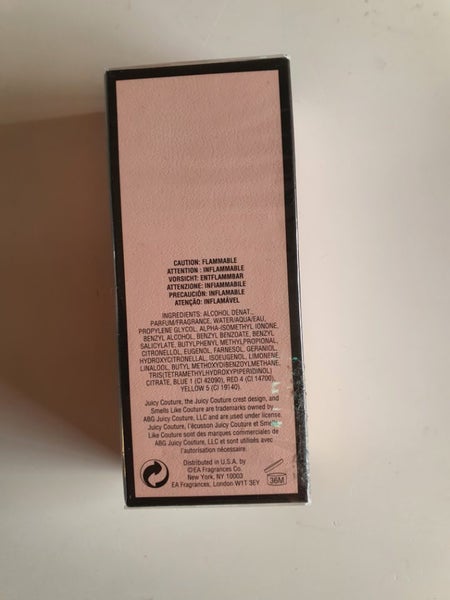 CAUTION: FLAMMABLE
ATTENTION : INFLAMMABLE
VORSICHT: ENTFLAMMBAR
ATTENZIONE: INFIAMMABILE
PRECAUCIÓN: INFLAMABLE
ATENÇÃO: INFLAMÁVEL
INGREDIENTS: ALCOHOL DENAT.,
PARFUM/FRAGRANCE, WATER/AQUA/EAU,
PROPYLENE GLYCOL, ALPHA-ISOMETHYL IONONE,
BENZYL ALCOHOL, BENZYL BENZOATE, BENZYL
SALICYLATE, BUTYLPHENYL METHYLPROPIONAL,
CITRONELLOL, EUGENOL, FARNESOL, GERANIOL,
HYDROXYCITRONELLAL, ISOEUGENOL, LIMONENE,
LINALOOL, BUTYL METHOXYDIBENZOYLMETHANE,
TRIS(TETRAMETHYLHYDROXYPIPERIDINOL)
CITRATE, BLUE 1 (CI 42090), RED 4 (CI 14700),
YELLOW 5 (CI 19140).
Juicy Couture, the Juicy Couture crest design, and
Smells Like Couture are trademarks owned by
ABG Juicy Couture, LLC and are used under license.
Juicy Couture, l'écusson Juicy Couture et Smells
Like Couture sont des marques commerciales de
ABG Juicy Couture, LLC et sont utilisés avec
l'autorisation nécessaire.
Distributed in U.S.A. by
©EA Fragrances Co.
New York, NY 10003
EA Fragrances, London W1T 3EY
36M